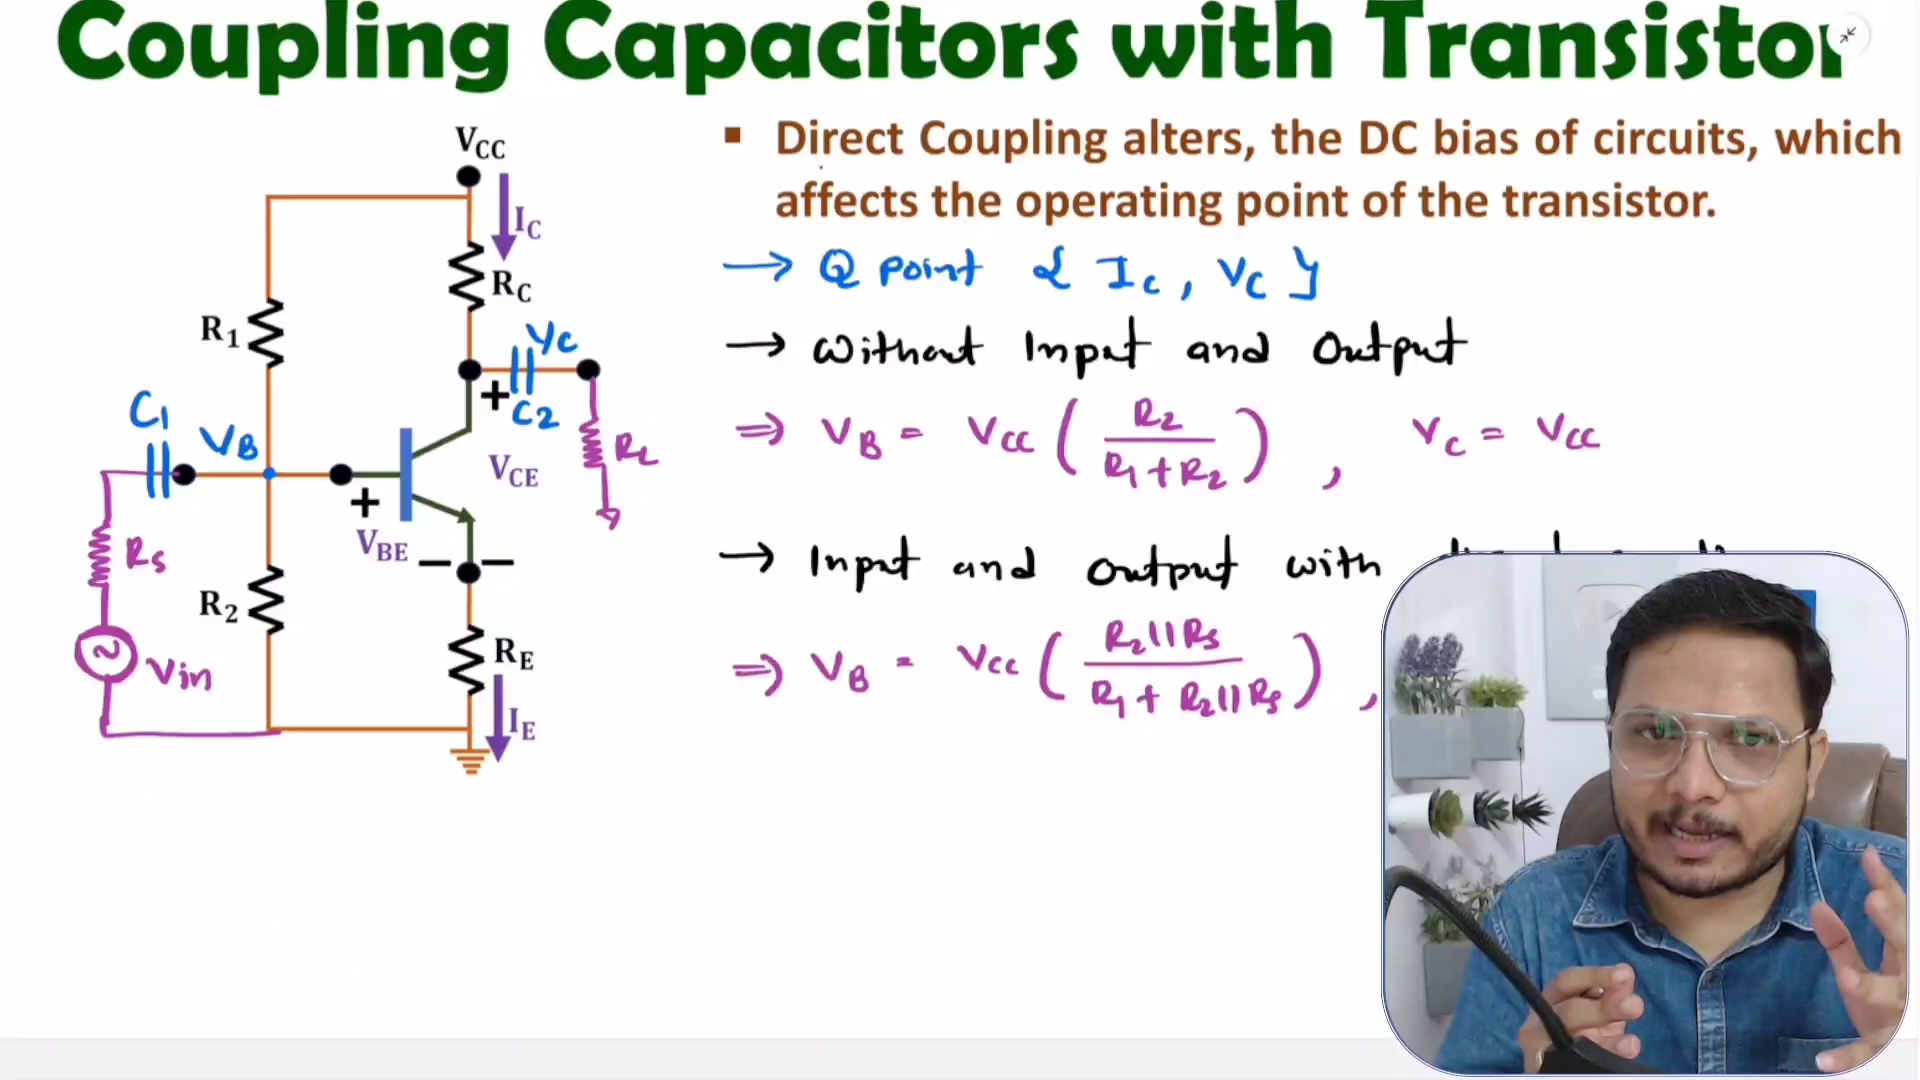 Coupling Capacitors with Transistor
▪ Direct Coupling alters, the DC bias of circuits, which
affects the operating point of the transistor.
→ Q point { Ic, Vc }
→ Without Input and Output
⇒ VB = Vcc ( R2 / R1 + R2 ) , Vc = Vcc
→ Input and Output with
⇒ VB = Vcc ( R2||Rs / R1 + R2||Rs ) ,
VCC
IC
RC
R1
VC
C1
VB
+
C2
RL
VCE
+
VBE
Rs
R2
RE
Vin
IE